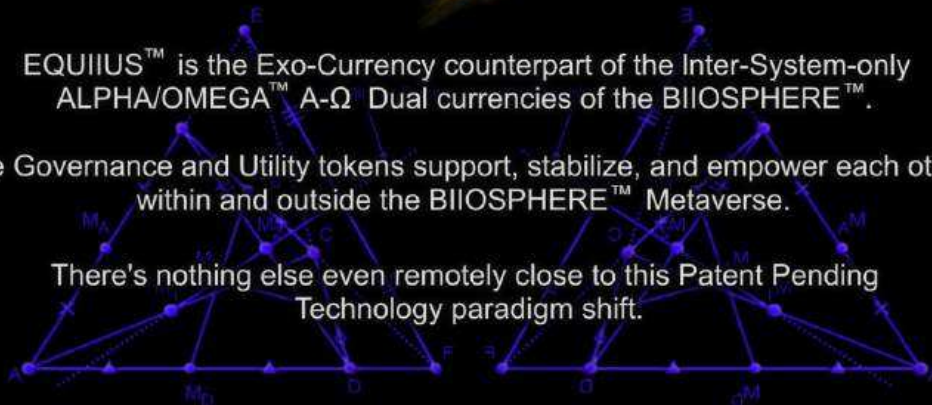 EQUIIUS™ is the Exo-Currency counterpart of the Inter-System-only
ALPHA/OMEGA™ A-Ω Dual currencies of the BIIOSPHERE™.
Governance and Utility tokens support, stabilize, and empower each
within and outside the BIIOSPHERE™ Metaverse.
There's nothing else even remotely close to this Patent Pending
Technology paradigm shift.